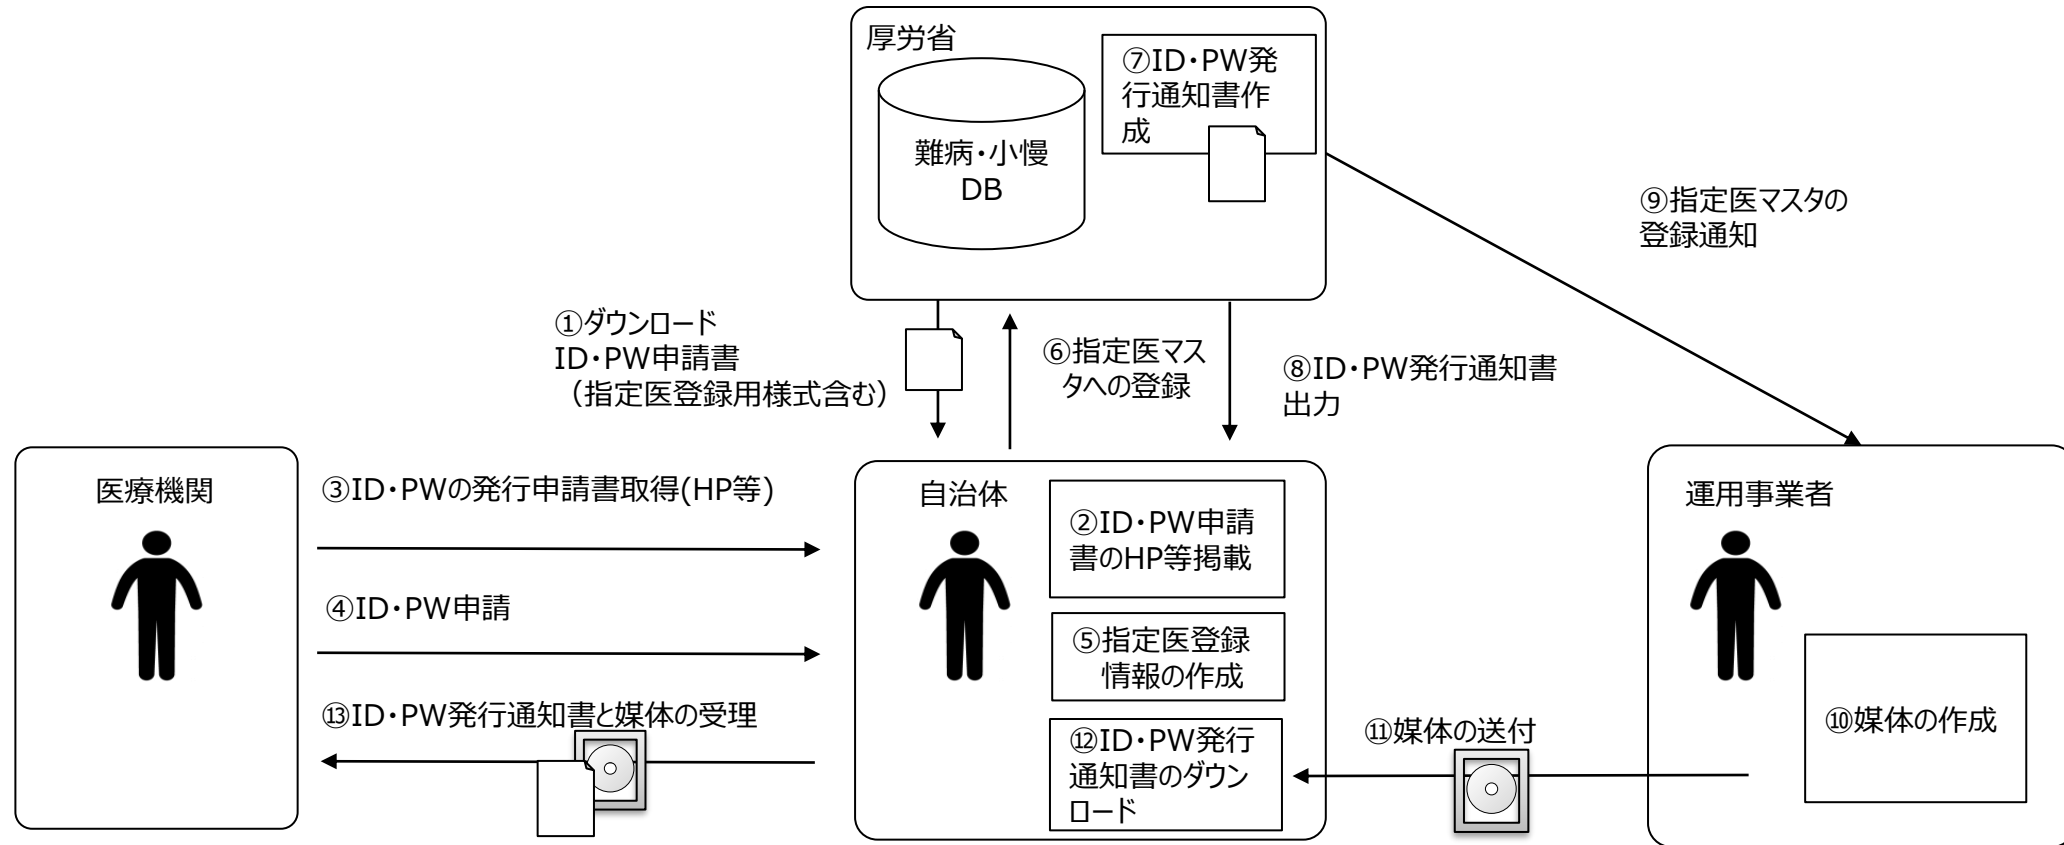 厚労省
⑦ID・PW発
行通知書作
成
難病・小慢
DB
⑨指定医マスタの
登録通知
①ダウンロード
ID・PW申請書
（指定医登録用様式含む）
⑥指定医マス
タへの登録
⑧ID・PW発行通知書
出力
医療機関
③ID・PWの発行申請書取得(HP等)
④ID・PW申請
⑬ID・PW発行通知書と媒体の受理
自治体
②ID・PW申請
書のHP等掲載
⑤指定医登録
情報の作成
⑫ID・PW発行
通知書のダウン
ロード
⑪媒体の送付
運用事業者
⑩媒体の作成